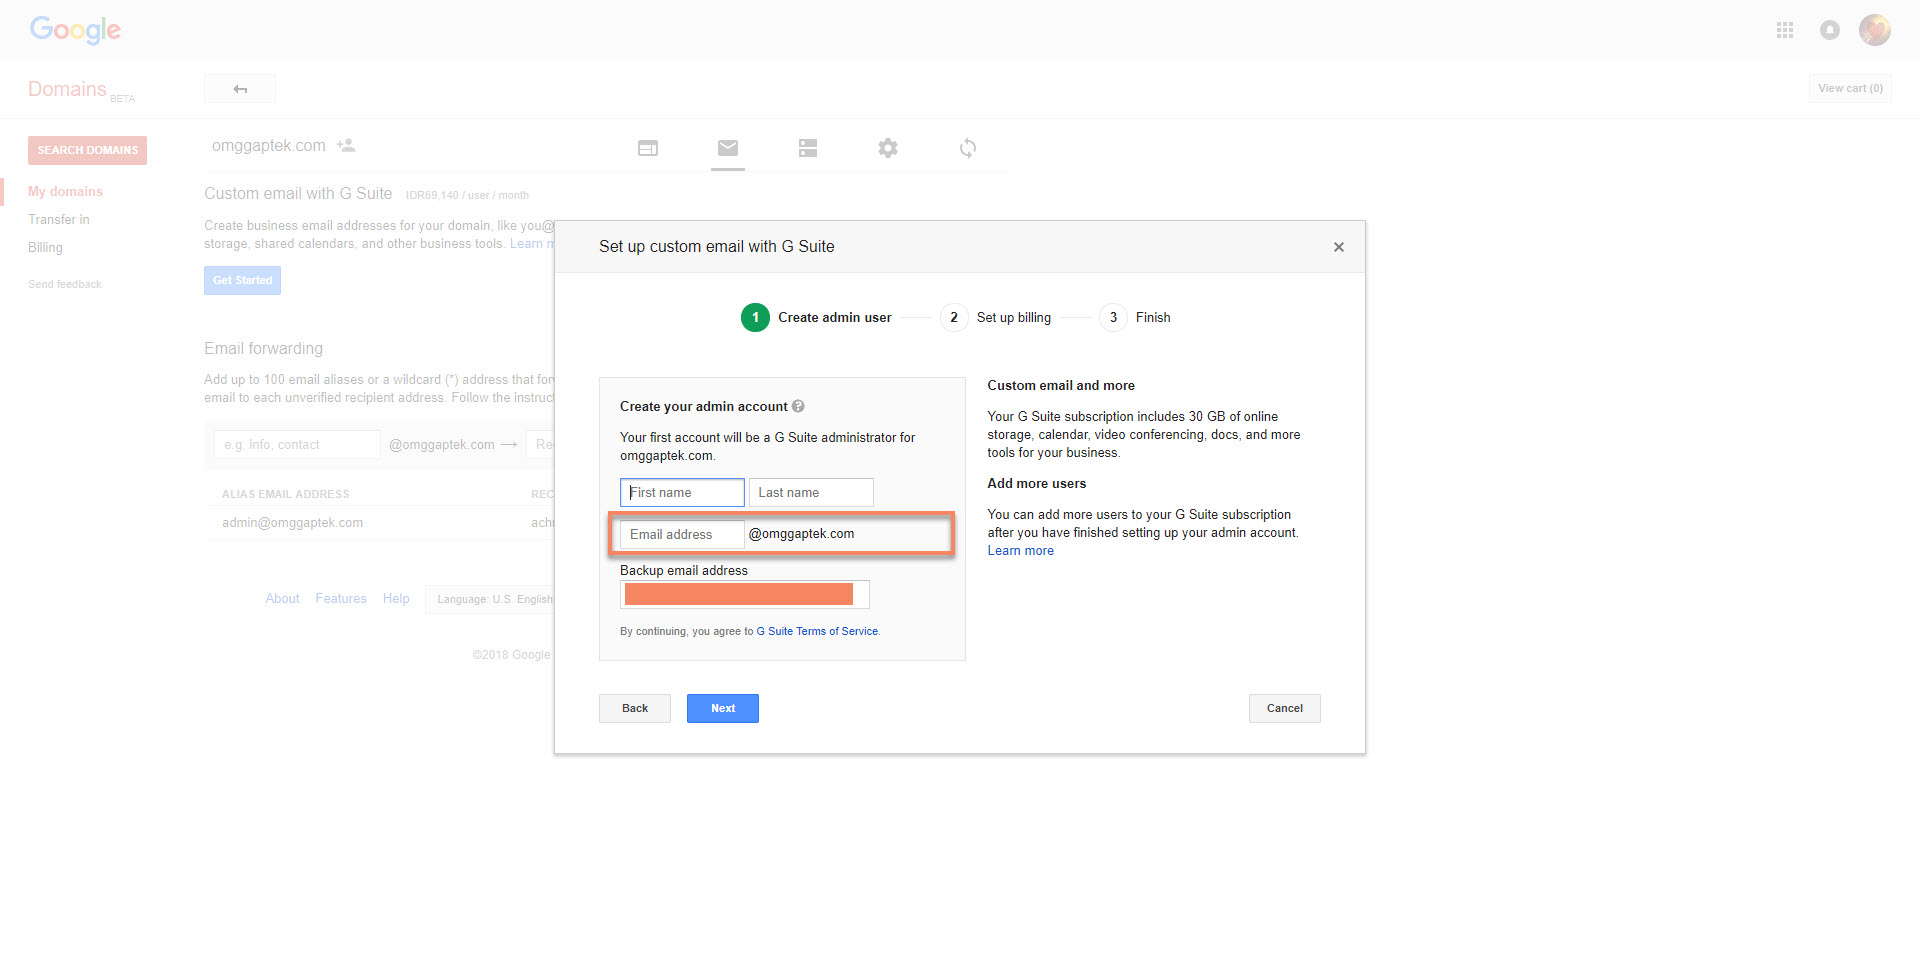 Google
Domains BETA
View cart (0)
SEARCH DOMAINS
My domains
Transfer in
Billing
Send feedback
omggaptek.com
Custom email with G Suite IDR69,140 / user / month
Create business email addresses for your domain, like you@
storage, shared calendars, and other business tools. Learn m
Get Started
Email forwarding
Add up to 100 email aliases or a wildcard (*) address that for
email to each unverified recipient address. Follow the instruc
e.g. info, contact @omggaptek.com → Re
ALIAS EMAIL ADDRESS REC
admin@omggaptek.com ach
About Features Help Language: U.S. English
©2018 Google
Set up custom email with G Suite ×
1 Create admin user 2 Set up billing 3 Finish
Create your admin account ?
Your first account will be a G Suite administrator for
omggaptek.com.
First name Last name
Email address @omggaptek.com
Backup email address
By continuing, you agree to G Suite Terms of Service.
Custom email and more
Your G Suite subscription includes 30 GB of online
storage, calendar, video conferencing, docs, and more
tools for your business.
Add more users
You can add more users to your G Suite subscription
after you have finished setting up your admin account.
Learn more
Back Next Cancel